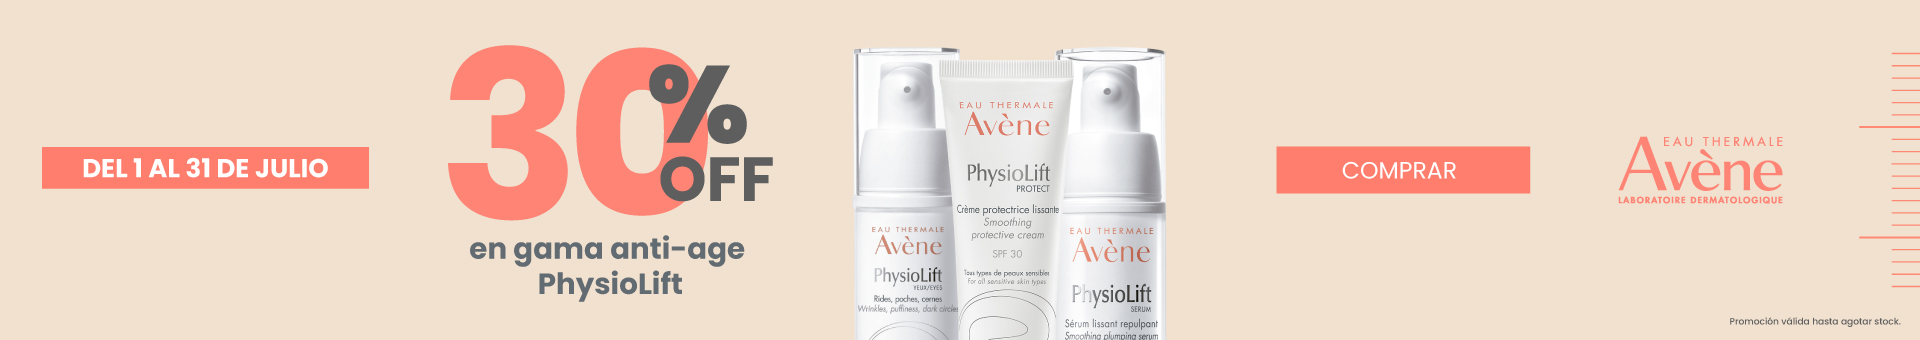 DEL 1 AL 31 DE JULIO
30%
OFF
en gama anti-age
PhysioLift
EAU THERMALE
Avène
PhysioLift
YEUX/EYES
Rides, poches, cernes
Wrinkles, puffiness, dark circles
EAU THERMALE
Avène
PhysioLift
PROTECT
Crème protectrice lissante
Smoothing
protective cream
SPF 30
Tous types de peaux sensibles
For all sensitive skin types
EAU THERMALE
Avène
PhysioLift
SERUM
Sérum lissant repulpant
Smoothing plumping serum
COMPRAR
EAU THERMALE
Avène
LABORATOIRE DERMATOLOGIQUE
Promoción válida hasta agotar stock.